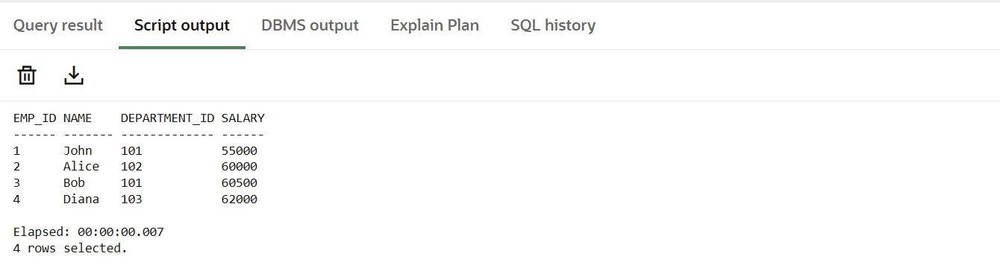 Query result Script output DBMS output Explain Plan SQL history
EMP_ID NAME    DEPARTMENT_ID SALARY
------ ------- ------------- ------
1      John    101           55000
2      Alice   102           60000
3      Bob     101           60500
4      Diana   103           62000
Elapsed: 00:00:00.007
4 rows selected.